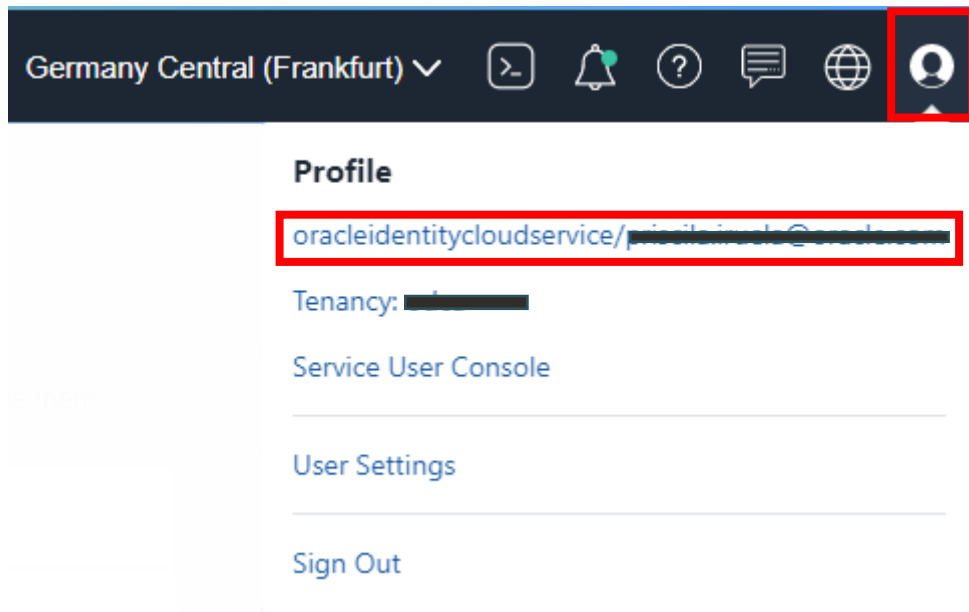 Germany Central (Frankfurt)
Profile
oracleidentitycloudservice/
Tenancy:
Service User Console
User Settings
Sign Out